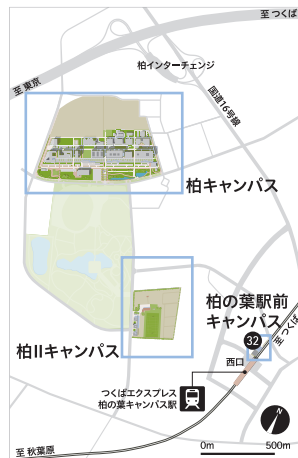 至 つくば
柏インターチェンジ
至 東京
国道16号線
柏キャンパス
柏の葉駅前
キャンパス
32
至 つくば
柏IIキャンパス
西口
つくばエクスプレス
柏の葉キャンパス駅
N
至 秋葉原
0m
500m